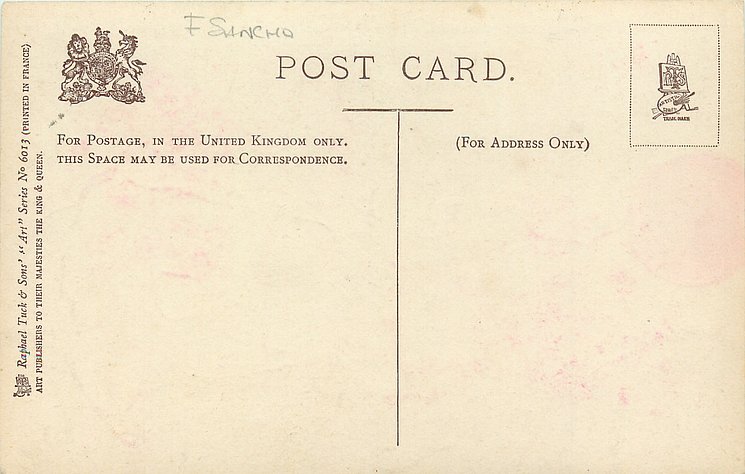 F SANCHO
POST CARD.
FOR POSTAGE, IN THE UNITED KINGDOM ONLY.
THIS SPACE MAY BE USED FOR CORRESPONDENCE.
(FOR ADDRESS ONLY)
Raphael Tuck & Sons' "Art" Series No 6013 (PRINTED IN FRANCE)
ART PUBLISHERS TO THEIR MAJESTIES THE KING & QUEEN.
TRADE MARK